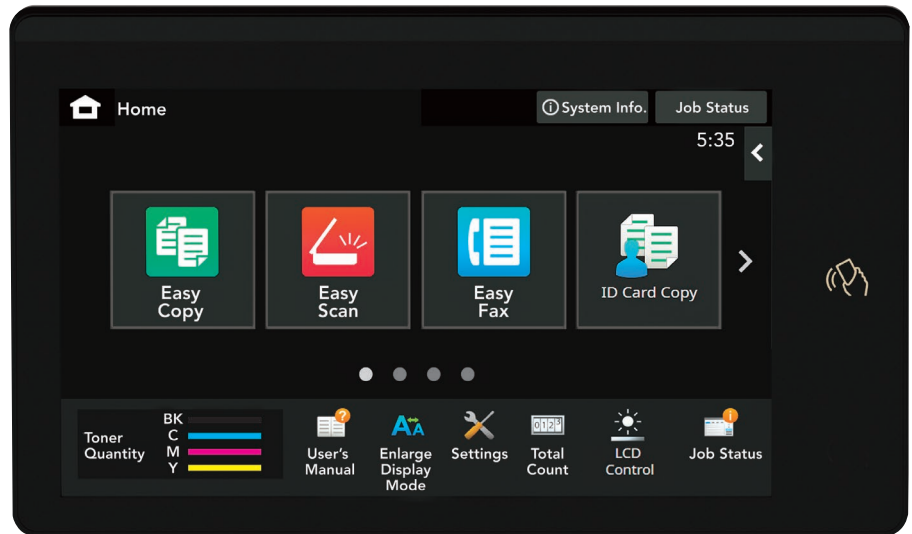 Home
System Info.
Job Status
5:35
Easy
Copy
Easy
Scan
Easy
Fax
ID Card Copy
Toner
Quantity
BK
C
M
Y
User's
Manual
Enlarge
Display
Mode
Settings
0123
Total
Count
LCD
Control
Job Status